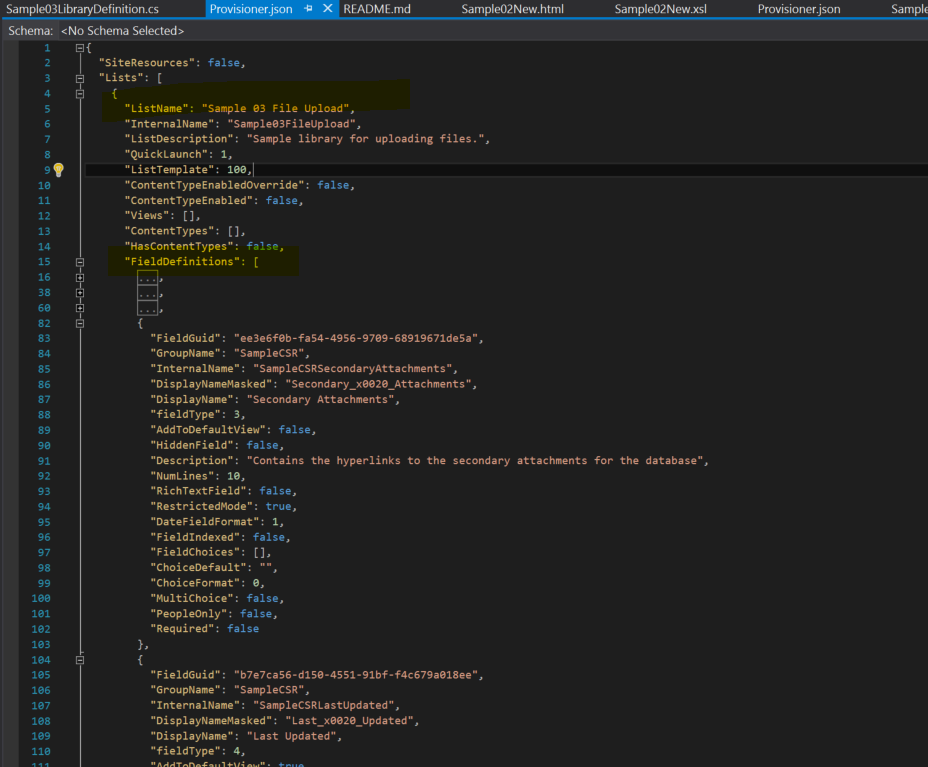 Sample03LibraryDefinition.cs Provisioner.json README.md Sample02New.html Sample02New.xsl Provisioner.json Sample
Schema: <No Schema Selected>
1 {
2 "SiteResources": false,
3 "Lists": [
4 {
5 "ListName": "Sample 03 File Upload",
6 "InternalName": "Sample03FileUpload",
7 "ListDescription": "Sample library for uploading files.",
8 "QuickLaunch": 1,
9 "ListTemplate": 100,
10 "ContentTypeEnabledOverride": false,
11 "ContentTypeEnabled": false,
12 "Views": [],
13 "ContentTypes": [],
14 "HasContentTypes": false,
15 "FieldDefinitions": [
16 ...,
38 ...,
60 ...,
82 {
83 "FieldGuid": "ee3e6f0b-fa54-4956-9709-68919671de5a",
84 "GroupName": "SampleCSR",
85 "InternalName": "SampleCSRSecondaryAttachments",
86 "DisplayNameMasked": "Secondary_x0020_Attachments",
87 "DisplayName": "Secondary Attachments",
88 "fieldType": 3,
89 "AddToDefaultView": false,
90 "HiddenField": false,
91 "Description": "Contains the hyperlinks to the secondary attachments for the database",
92 "NumLines": 10,
93 "RichTextField": false,
94 "RestrictedMode": true,
95 "DateFieldFormat": 1,
96 "FieldIndexed": false,
97 "FieldChoices": [],
98 "ChoiceDefault": "",
99 "ChoiceFormat": 0,
100 "MultiChoice": false,
101 "PeopleOnly": false,
102 "Required": false
103 },
104 {
105 "FieldGuid": "b7e7ca56-d150-4551-91bf-f4c679a018ee",
106 "GroupName": "SampleCSR",
107 "InternalName": "SampleCSRLastUpdated",
108 "DisplayNameMasked": "Last_x0020_Updated",
109 "DisplayName": "Last Updated",
110 "fieldType": 4,
111 "AddToDefaultView": true,